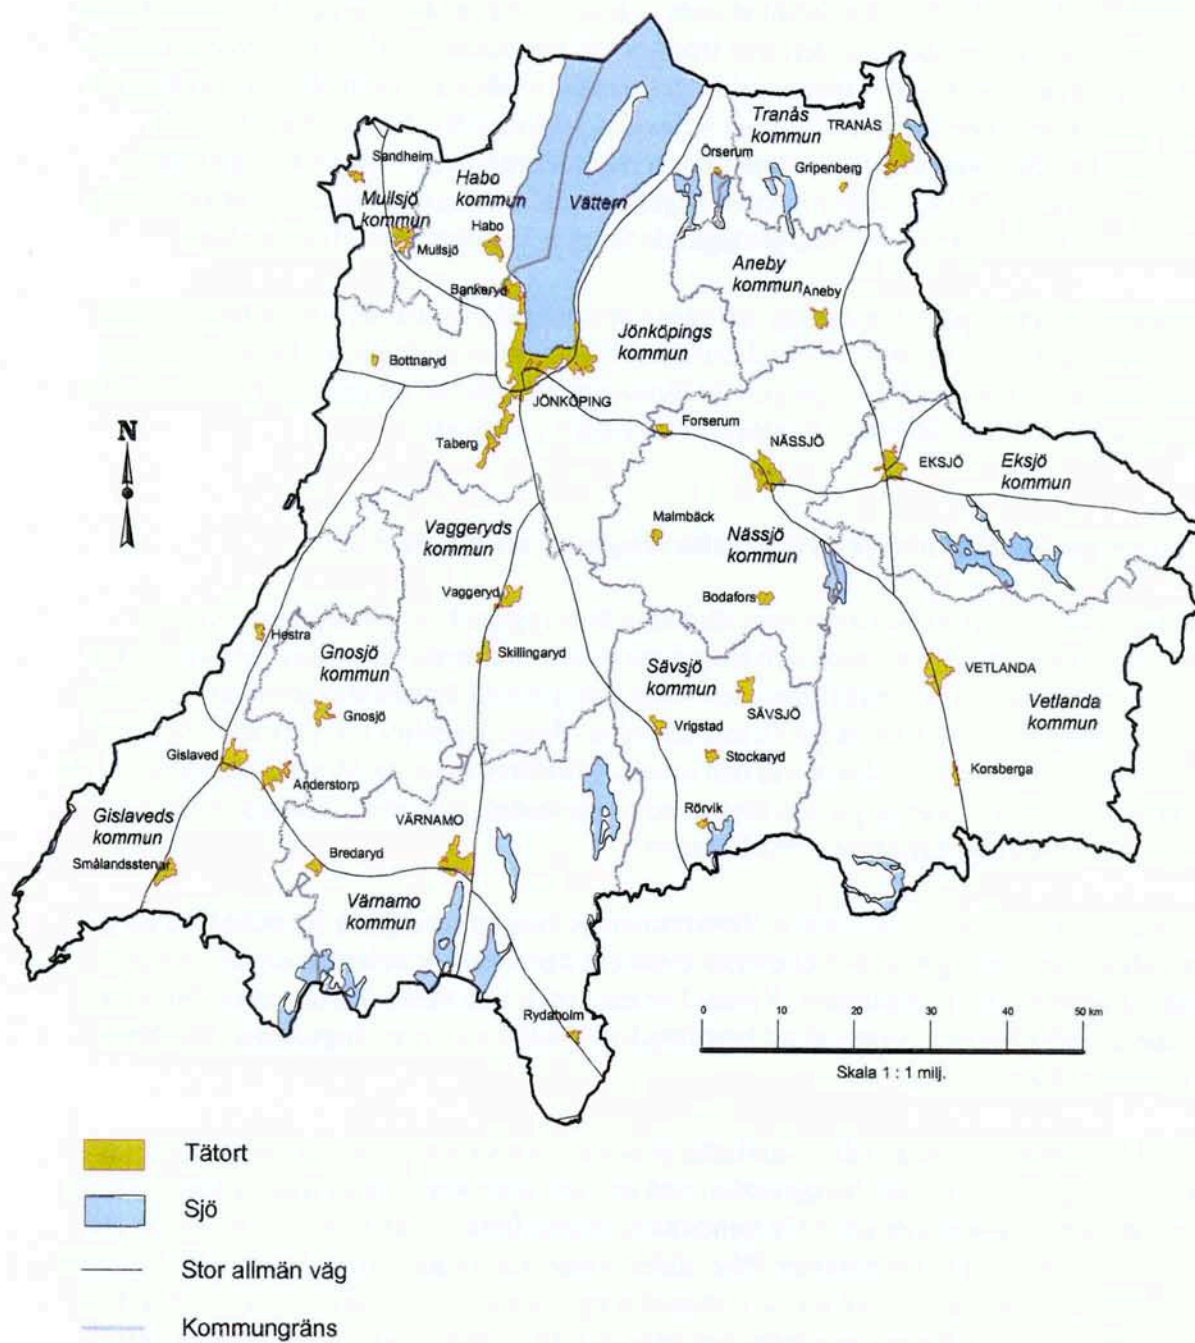 Tranås
kommun
TRANÅS
Örserum
Gripenberg
Sandhem
Habo
kommun
Mullsjö
kommun
Vättern
Habo
Mullsjö
Aneby
kommun
Aneby
Bankeryd
Jönköpings
kommun
Bottnaryd
JÖNKÖPING
N
Forserum
Taberg
NÄSSJÖ
EKSJÖ
Eksjö
kommun
Malmbäck
Vaggeryds
kommun
Nässjö
kommun
Vaggeryd
Bodafors
Hestra
Gnosjö
kommun
Skillingaryd
Sävsjö
kommun
VETLANDA
Gnosjö
SÄVSJÖ
Vetlanda
kommun
Vrigstad
Gislaved
Stockaryd
Korsberga
Anderstorp
Gislaveds
kommun
VÄRNAMO
Rörvik
Smålandsstenar
Bredaryd
Värnamo
kommun
Rydaholm
0 10 20 30 40 50 km
Skala 1 : 1 milj.
Tätort
Sjö
Stor allmän väg
Kommungräns